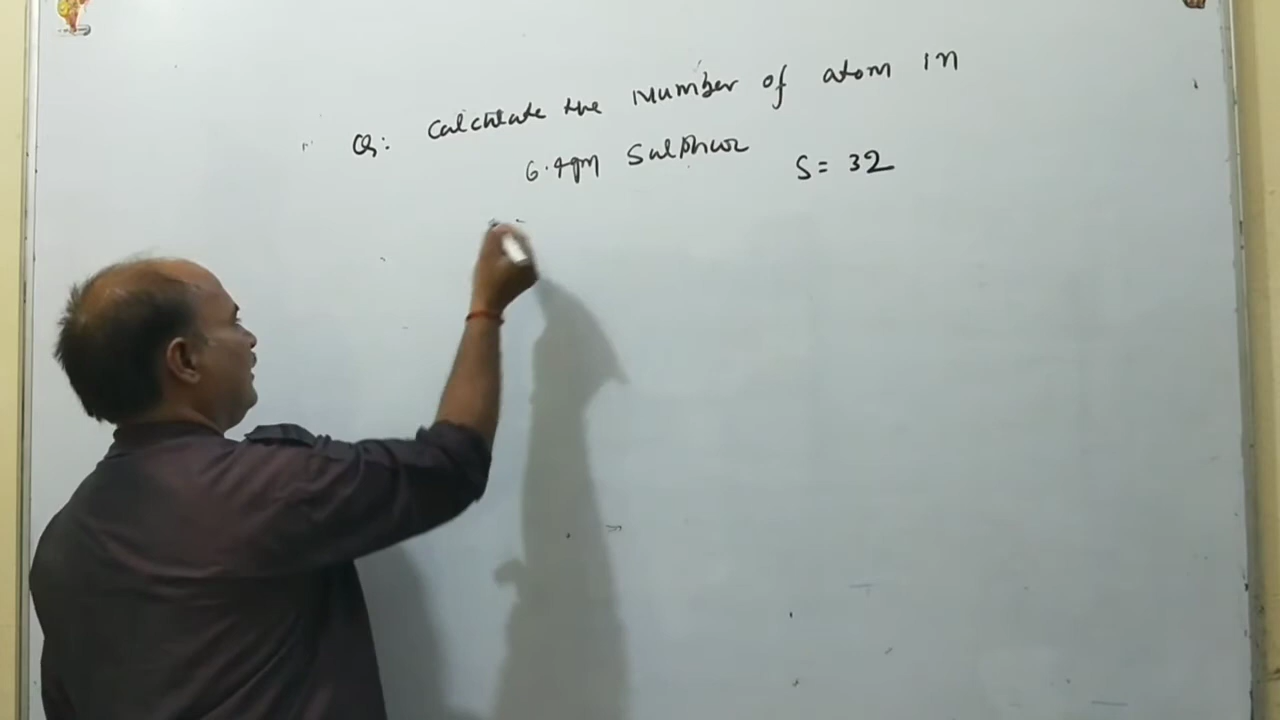 Q: Calculate the Number of atom in
6.4gm Sulphur S = 32